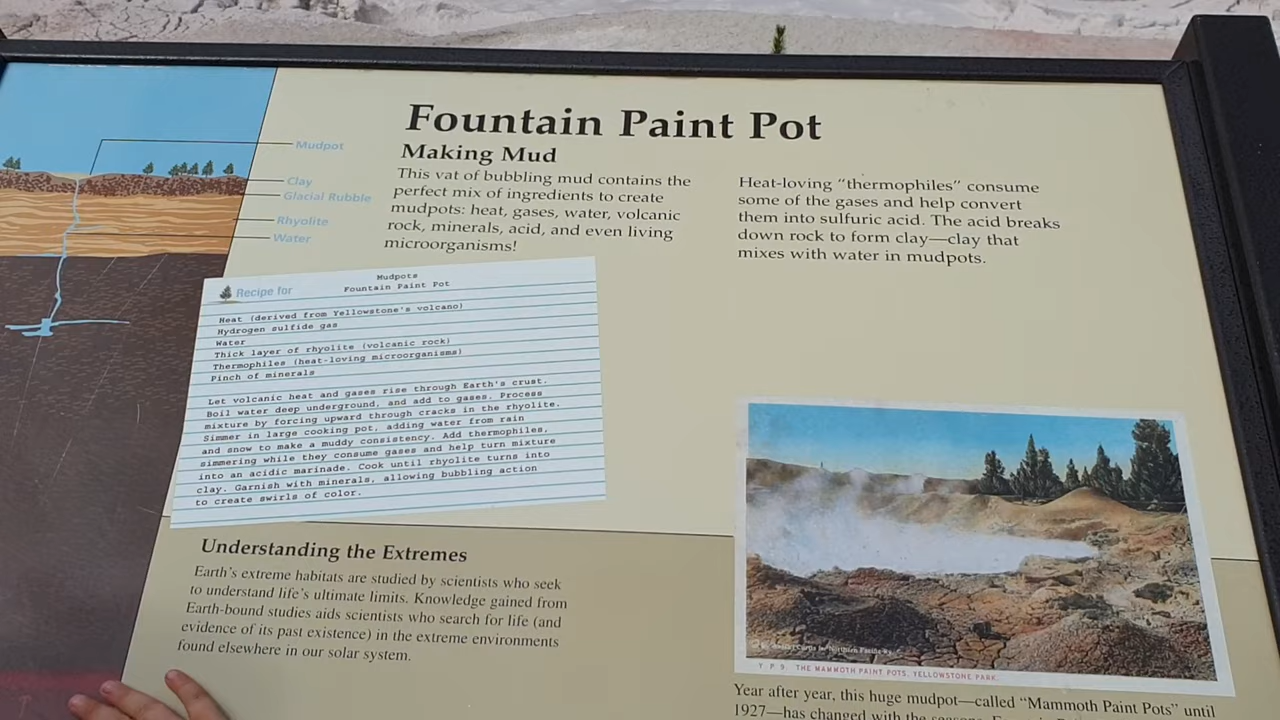 Fountain Paint Pot
Making Mud
This vat of bubbling mud contains the
perfect mix of ingredients to create
mudpots: heat, gases, water, volcanic
rock, minerals, acid, and even living
microorganisms!
Heat-loving “thermophiles” consume
some of the gases and help convert
them into sulfuric acid. The acid breaks
down rock to form clay—clay that
mixes with water in mudpots.
Mudpot
Clay
Glacial Rubble
Rhyolite
Water
Recipe for
Mudpots
Fountain Paint Pot
Heat (derived from Yellowstone's volcano)
Hydrogen sulfide gas
Water
Thick layer of rhyolite (volcanic rock)
Thermophiles (heat-loving microorganisms)
Pinch of minerals
Let volcanic heat and gases rise through Earth's crust.
Boil water deep underground, and add to gases. Process
mixture by forcing upward through cracks in the rhyolite.
Simmer in large cooking pot, adding water from rain
and snow to make a muddy consistency. Add thermophiles,
simmering while they consume gases and help turn mixture
into an acidic marinade. Cook until rhyolite turns into
clay. Garnish with minerals, allowing bubbling action
to create swirls of color.
Understanding the Extremes
Earth's extreme habitats are studied by scientists who seek
to understand life's ultimate limits. Knowledge gained from
Earth-bound studies aids scientists who search for life (and
evidence of its past existence) in the extreme environments
found elsewhere in our solar system.
Y P 9. THE MAMMOTH PAINT POTS, YELLOWSTONE PARK.
Year after year, this huge mudpot—called “Mammoth Paint Pots” until
1927—has changed with the